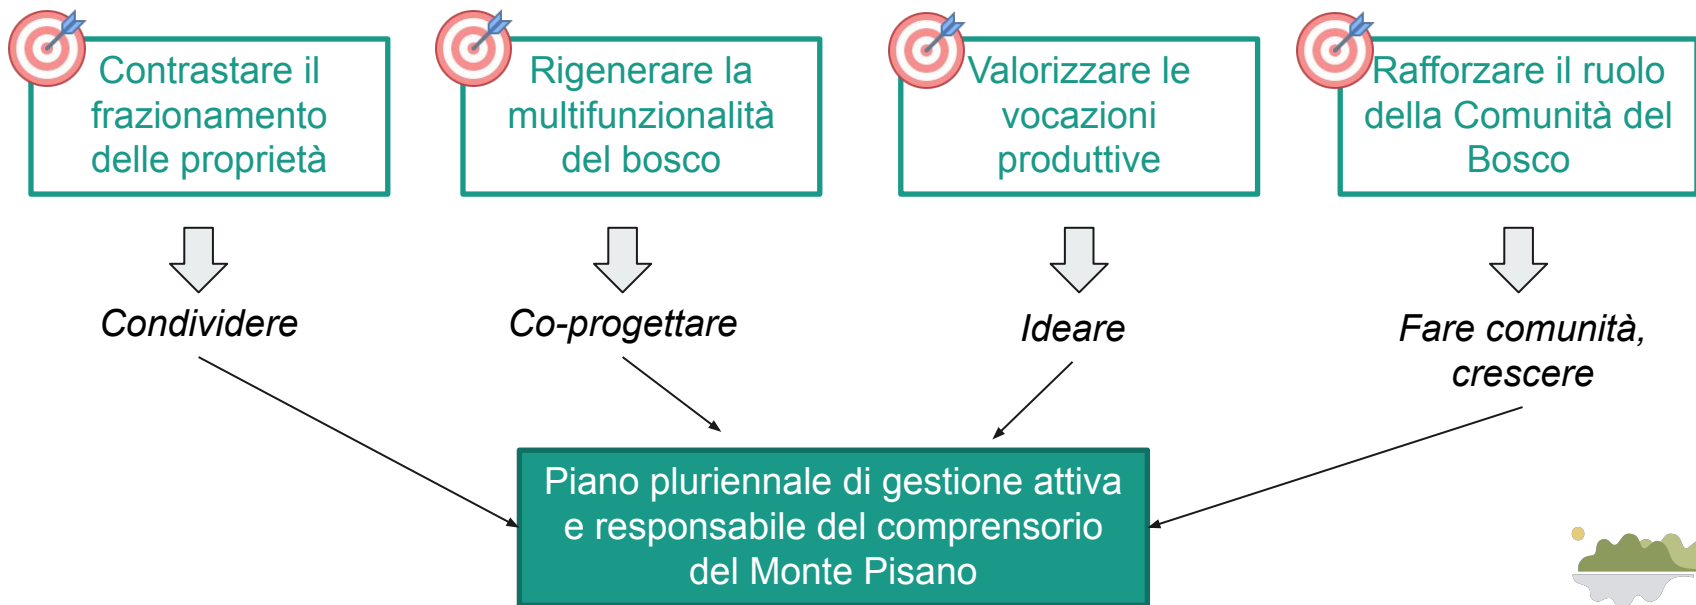 Contrastare il
frazionamento
delle proprietà
Rigenerare la
multifunzionalità
del bosco
Valorizzare le
vocazioni
produttive
Rafforzare il ruolo
della Comunità del
Bosco
Condividere
Co-progettare
Ideare
Fare comunità,
crescere
Piano pluriennale di gestione attiva
e responsabile del comprensorio
del Monte Pisano